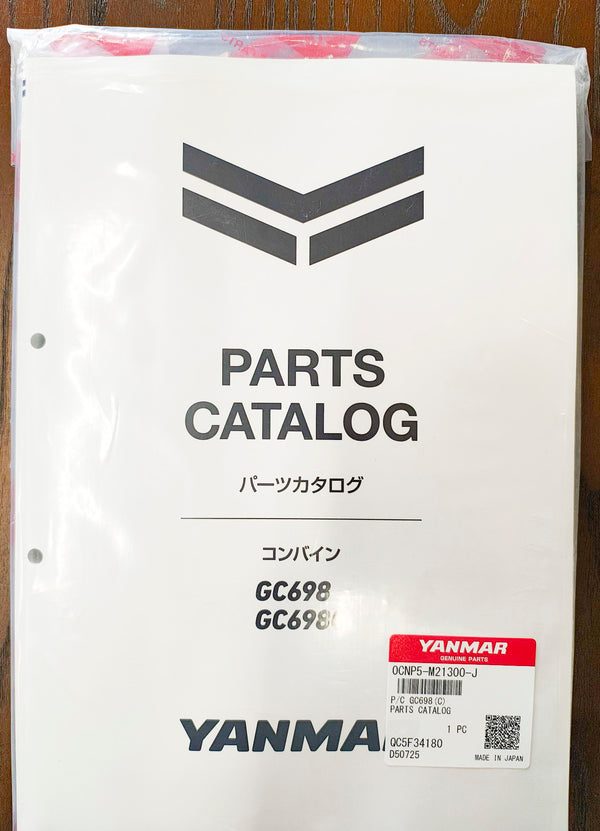 PARTS
CATALOG
パーツカタログ
コンバイン
GC698
GC698
YANMAR
YANMAR
GENUINE PARTS
0CNP5-M21300-J
P/C GC698(C)
PARTS CATALOG
1 PC
QC5F34180
D50725
MADE IN JAPAN